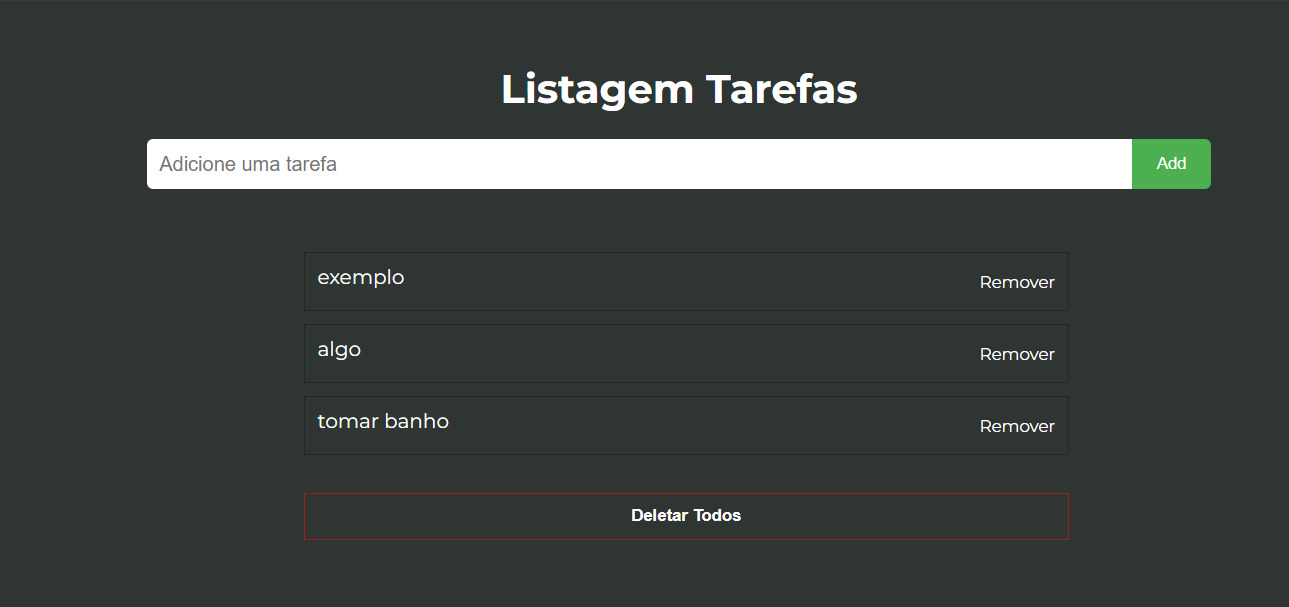 Listagem Tarefas
Adicione uma tarefa
Add
exemplo
Remover
algo
Remover
tomar banho
Remover
Deletar Todos